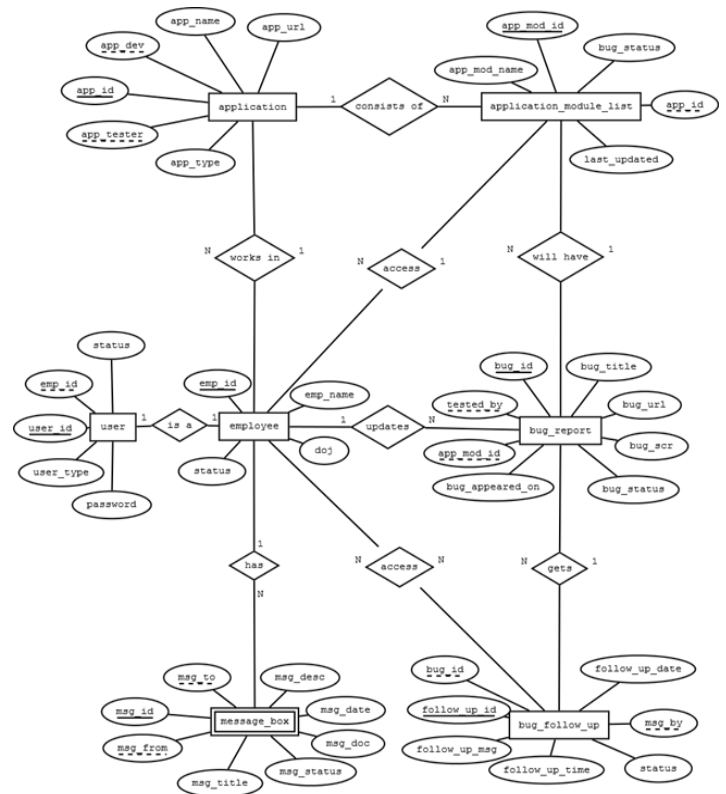 app_name
app_url
app_dev
app_id
application
app_tester
app_type
1
consists of
N
app_mod_id
bug_status
app_mod_name
application_module_list
app_id
last_updated
N
works in
1
N
access
1
N
will have
1
status
emp_id
user_id
user
user_type
password
1
is a
1
emp_id
emp_name
employee
status
doj
1
updates
N
bug_id
bug_title
tested_by
bug_url
bug_report
app_mod_id
bug_scr
bug_appeared_on
bug_status
1
has
N
N
access
N
N
gets
1
msg_to
msg_desc
msg_id
msg_date
message_box
msg_from
msg_doc
msg_title
msg_status
bug_id
follow_up_date
follow_up_id
bug_follow_up
msg_by
follow_up_msg
follow_up_time
status